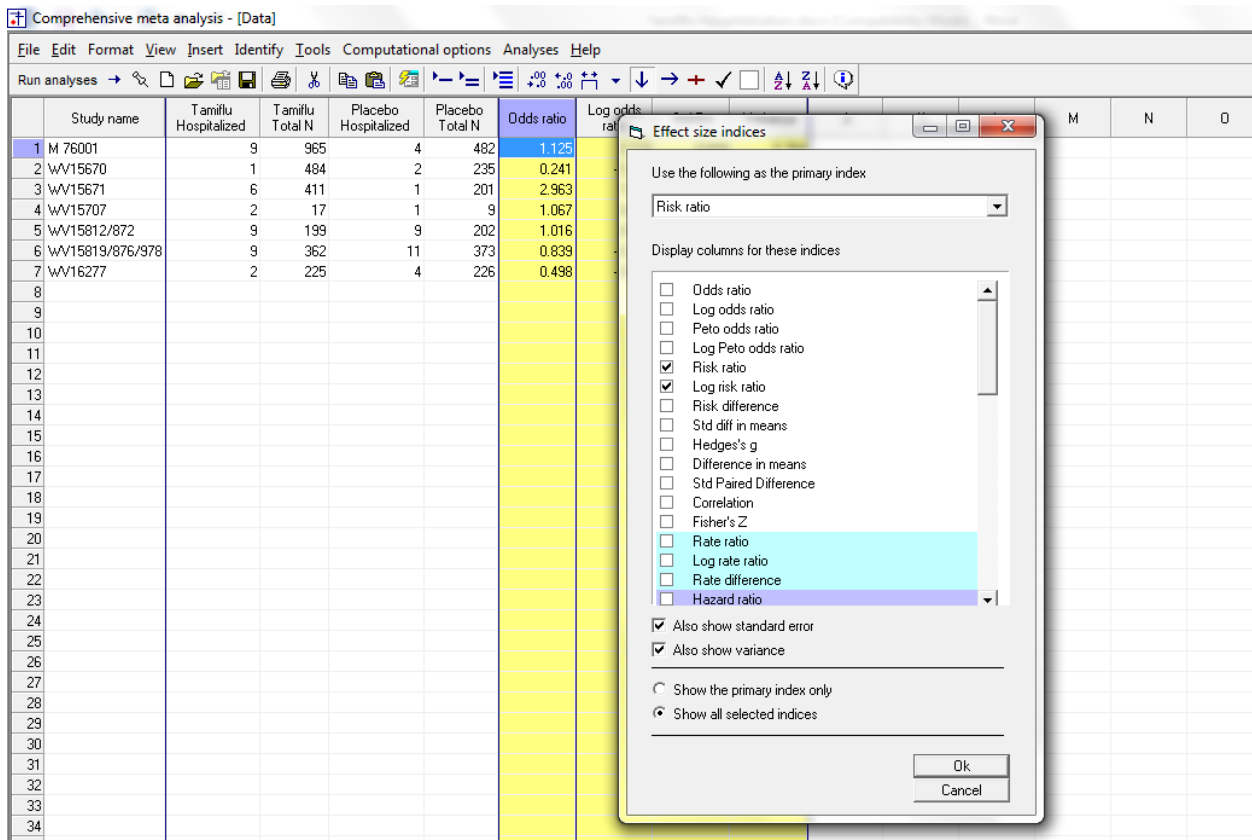 Comprehensive meta analysis - [Data]
File Edit Format View Insert Identify Tools Computational options Analyses Help
Run analyses
Study name Tamiflu Hospitalized Tamiflu Total N Placebo Hospitalized Placebo Total N Odds ratio Log odds M N O
1 M 76001 9 965 4 482 1.125
2 WV15670 1 484 2 235 0.241
3 WV15671 6 411 1 201 2.963
4 WV15707 2 17 1 9 1.067
5 WV15812/872 9 199 9 202 1.016
6 WV15819/876/978 9 362 11 373 0.839
7 WV16277 2 225 4 226 0.498
8
9
10
11
12
13
14
15
16
17
18
19
20
21
22
23
24
25
26
27
28
29
30
31
32
33
34
Effect size indices
Use the following as the primary index
Risk ratio
Display columns for these indices
Odds ratio
Log odds ratio
Peto odds ratio
Log Peto odds ratio
Risk ratio
Log risk ratio
Risk difference
Std diff in means
Hedges's g
Difference in means
Std Paired Difference
Correlation
Fisher's Z
Rate ratio
Log rate ratio
Rate difference
Hazard ratio
Also show standard error
Also show variance
Show the primary index only
Show all selected indices
Ok
Cancel